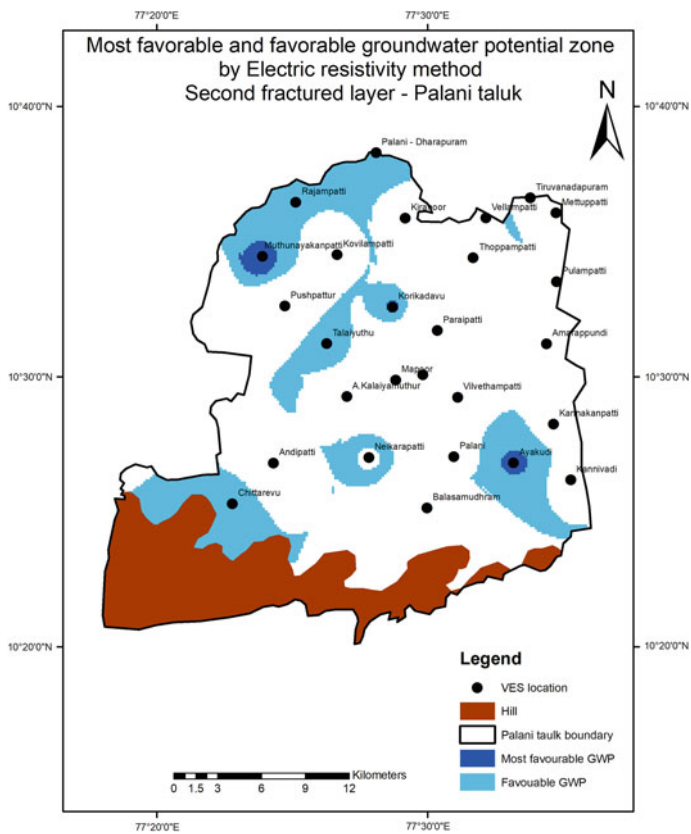 77°20'0"E 77°30'0"E
Most favorable and favorable groundwater potential zone
by Electric resistivity method
Second fractured layer - Palani taluk
10°40'0"N 10°40'0"N
N
Palani - Dharapuram
Rajampatti
Tiruvanadapuram
Mettuppatti
Kiranoor
Vellampatti
Muthunayakanpatti
Kovilampatti
Thoppampatti
Pulampatti
Pushpattur
Korikadavu
Talaiyuthu
Paraipatti
Amarappundi
10°30'0"N 10°30'0"N
Manoor
A.Kalaiyamuthur
Vilvethampatti
Kannakanpatti
Andipatti
Neikarapatti
Palani
Ayakudi
Kannivadi
Chittarevu
Balasamudhram
10°20'0"N 10°20'0"N
Legend
VES location
Hill
Palani taulk boundary
Most favourable GWP
Favouable GWP
Kilometers
0 1.5 3 6 9 12
77°20'0"E 77°30'0"E